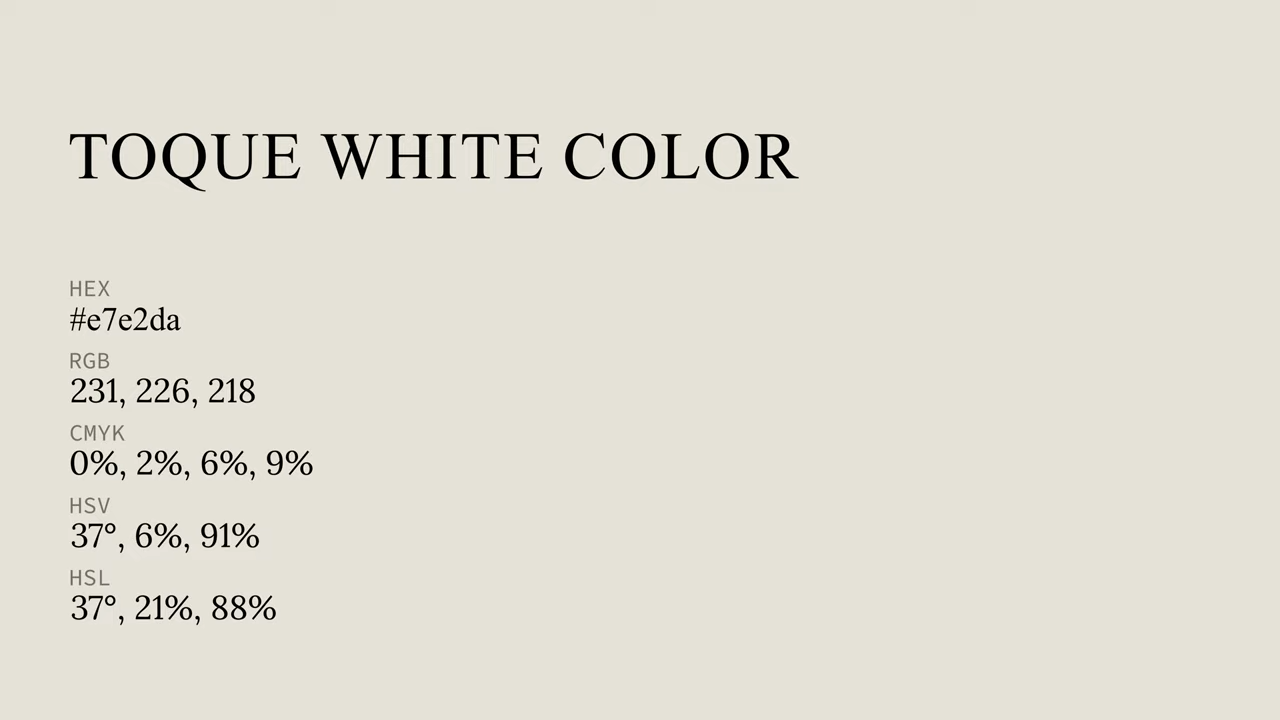 TOQUE WHITE COLOR
HEX
#e7e2da
RGB
231, 226, 218
CMYK
0%, 2%, 6%, 9%
HSV
37°, 6%, 91%
HSL
37°, 21%, 88%